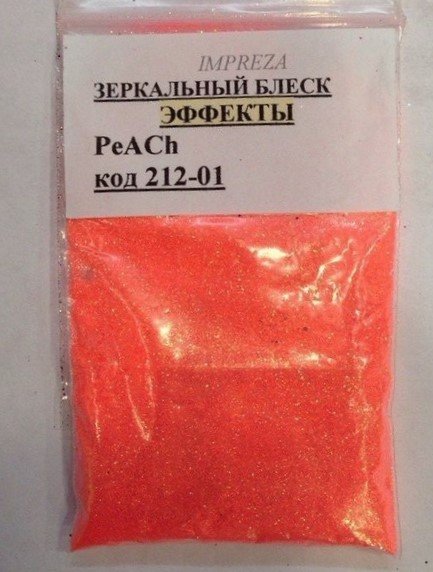 IMPREZA
ЗЕРКАЛЬНЫЙ БЛЕСК
ЭФФЕКТЫ
PeACh
код 212-01